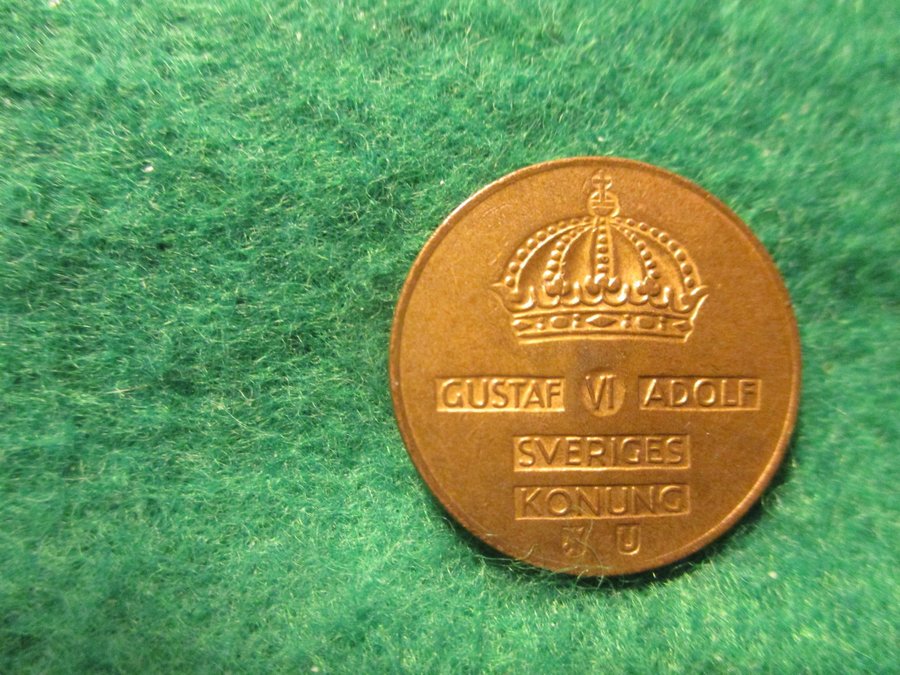 GUSTAF VI ADOLF
SVERIGES
KONUNG
U